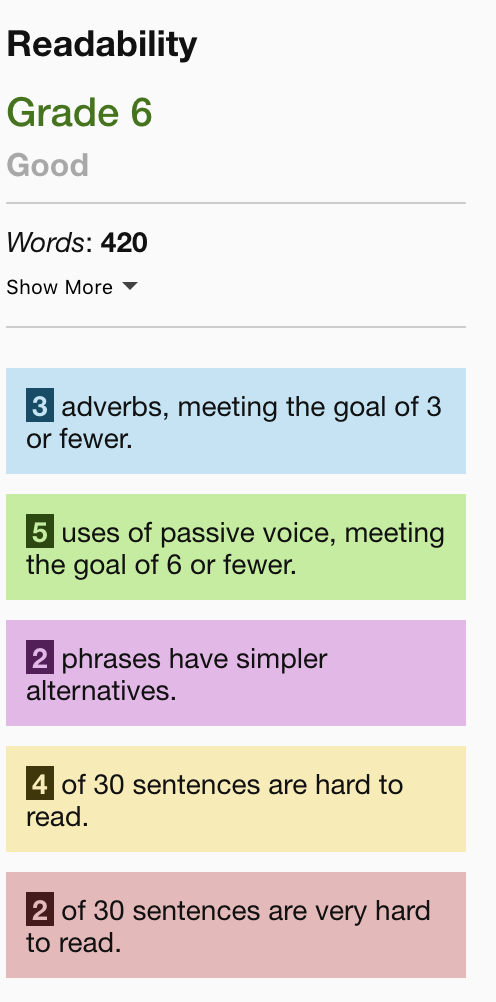 Readability
Grade 6
Good
Words: 420
Show More
3 adverbs, meeting the goal of 3
or fewer.
5 uses of passive voice, meeting
the goal of 6 or fewer.
2 phrases have simpler
alternatives.
4 of 30 sentences are hard to
read.
2 of 30 sentences are very hard
to read.